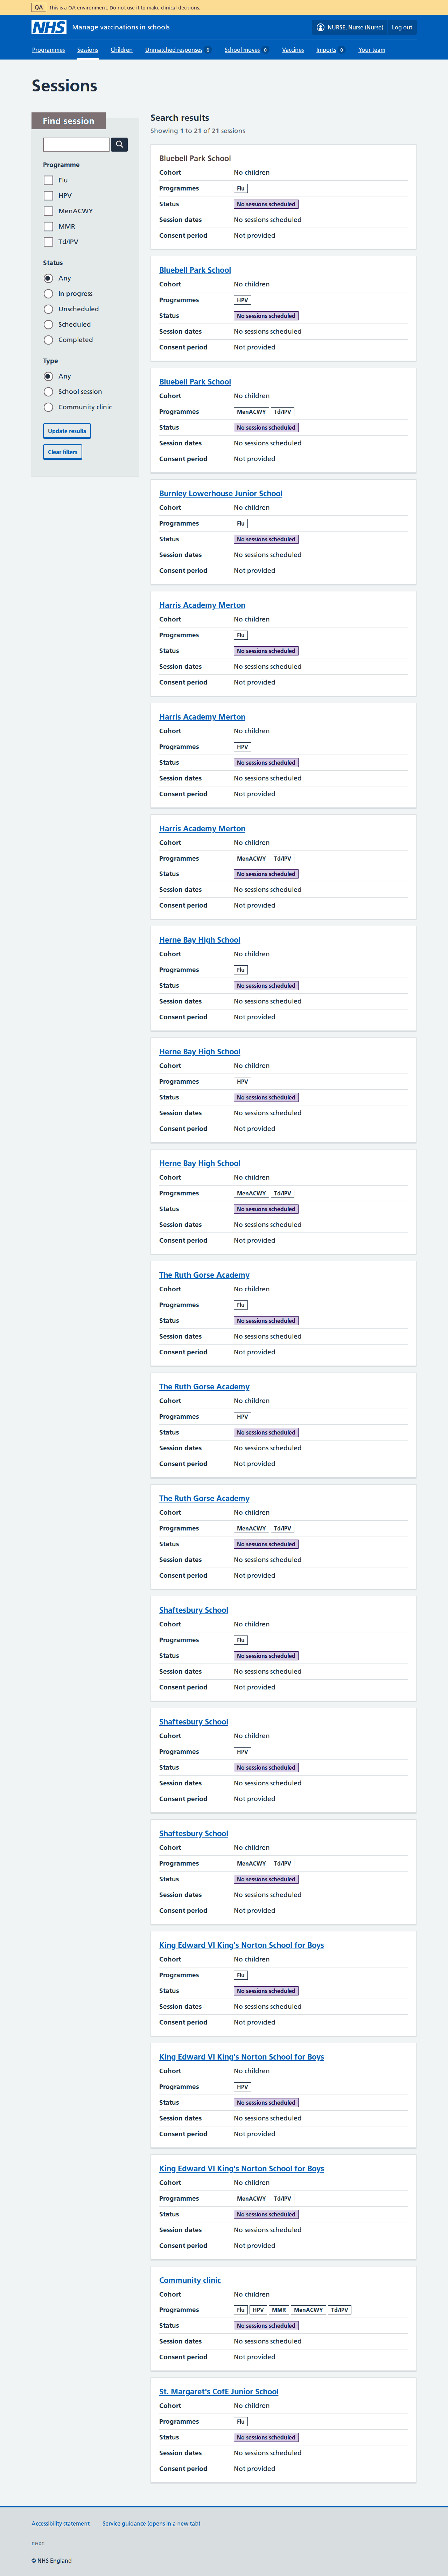 QA This is a QA environment. Do not use it to make clinical decisions.
NHS Manage vaccinations in schools
NURSE, Nurse (Nurse) Log out
Programmes Sessions Children Unmatched responses 0 School moves 0 Vaccines Imports 0 Your team
Sessions
Find session
Programme
Flu
HPV
MenACWY
MMR
Td/IPV
Status
Any
In progress
Unscheduled
Scheduled
Completed
Type
Any
School session
Community clinic
Update results
Clear filters
Search results
Showing 1 to 21 of 21 sessions
Bluebell Park School
Cohort No children
Programmes Flu
Status No sessions scheduled
Session dates No sessions scheduled
Consent period Not provided
Bluebell Park School
Cohort No children
Programmes HPV
Status No sessions scheduled
Session dates No sessions scheduled
Consent period Not provided
Bluebell Park School
Cohort No children
Programmes MenACWY Td/IPV
Status No sessions scheduled
Session dates No sessions scheduled
Consent period Not provided
Burnley Lowerhouse Junior School
Cohort No children
Programmes Flu
Status No sessions scheduled
Session dates No sessions scheduled
Consent period Not provided
Harris Academy Merton
Cohort No children
Programmes Flu
Status No sessions scheduled
Session dates No sessions scheduled
Consent period Not provided
Harris Academy Merton
Cohort No children
Programmes HPV
Status No sessions scheduled
Session dates No sessions scheduled
Consent period Not provided
Harris Academy Merton
Cohort No children
Programmes MenACWY Td/IPV
Status No sessions scheduled
Session dates No sessions scheduled
Consent period Not provided
Herne Bay High School
Cohort No children
Programmes Flu
Status No sessions scheduled
Session dates No sessions scheduled
Consent period Not provided
Herne Bay High School
Cohort No children
Programmes HPV
Status No sessions scheduled
Session dates No sessions scheduled
Consent period Not provided
Herne Bay High School
Cohort No children
Programmes MenACWY Td/IPV
Status No sessions scheduled
Session dates No sessions scheduled
Consent period Not provided
The Ruth Gorse Academy
Cohort No children
Programmes Flu
Status No sessions scheduled
Session dates No sessions scheduled
Consent period Not provided
The Ruth Gorse Academy
Cohort No children
Programmes HPV
Status No sessions scheduled
Session dates No sessions scheduled
Consent period Not provided
The Ruth Gorse Academy
Cohort No children
Programmes MenACWY Td/IPV
Status No sessions scheduled
Session dates No sessions scheduled
Consent period Not provided
Shaftesbury School
Cohort No children
Programmes Flu
Status No sessions scheduled
Session dates No sessions scheduled
Consent period Not provided
Shaftesbury School
Cohort No children
Programmes HPV
Status No sessions scheduled
Session dates No sessions scheduled
Consent period Not provided
Shaftesbury School
Cohort No children
Programmes MenACWY Td/IPV
Status No sessions scheduled
Session dates No sessions scheduled
Consent period Not provided
King Edward VI King's Norton School for Boys
Cohort No children
Programmes Flu
Status No sessions scheduled
Session dates No sessions scheduled
Consent period Not provided
King Edward VI King's Norton School for Boys
Cohort No children
Programmes HPV
Status No sessions scheduled
Session dates No sessions scheduled
Consent period Not provided
King Edward VI King's Norton School for Boys
Cohort No children
Programmes MenACWY Td/IPV
Status No sessions scheduled
Session dates No sessions scheduled
Consent period Not provided
Community clinic
Cohort No children
Programmes Flu HPV MMR MenACWY Td/IPV
Status No sessions scheduled
Session dates No sessions scheduled
Consent period Not provided
St. Margaret's CofE Junior School
Cohort No children
Programmes Flu
Status No sessions scheduled
Session dates No sessions scheduled
Consent period Not provided
Accessibility statement Service guidance (opens in a new tab)
next
© NHS England